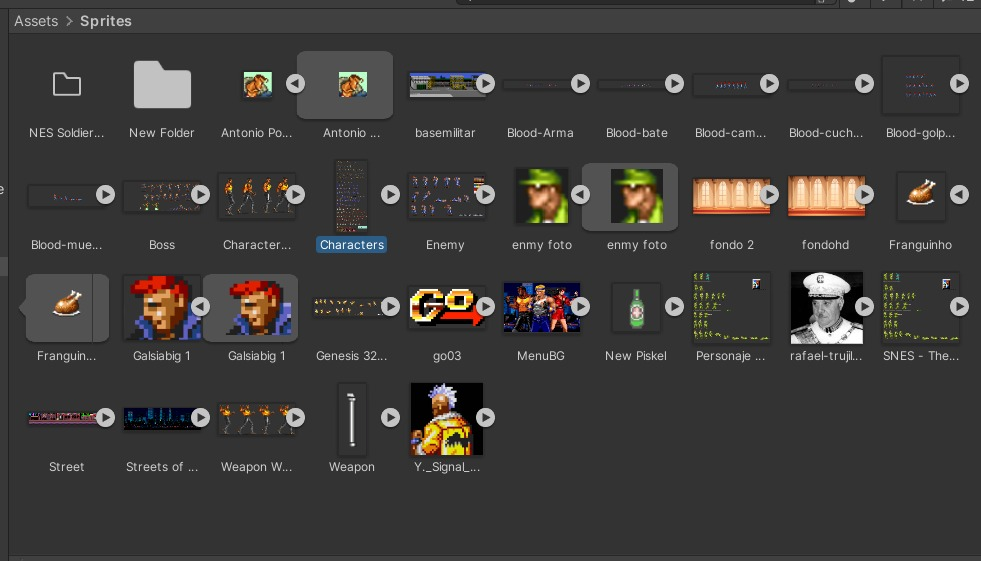 Assets > Sprites
NES Soldier... New Folder Antonio Po... Antonio ... basemilitar Blood-Arma Blood-bate Blood-cam... Blood-cuch... Blood-golp...
Blood-mue... Boss Character... Characters Enemy enmy foto enmy foto fondo 2 fondohd Franguinho
Franguin... Galsiabig 1 Galsiabig 1 Genesis 32... go03 MenuBG New Piskel Personaje ... rafael-trujil... SNES - The...
GO
Street Streets of ... Weapon W... Weapon Y._Signal_...